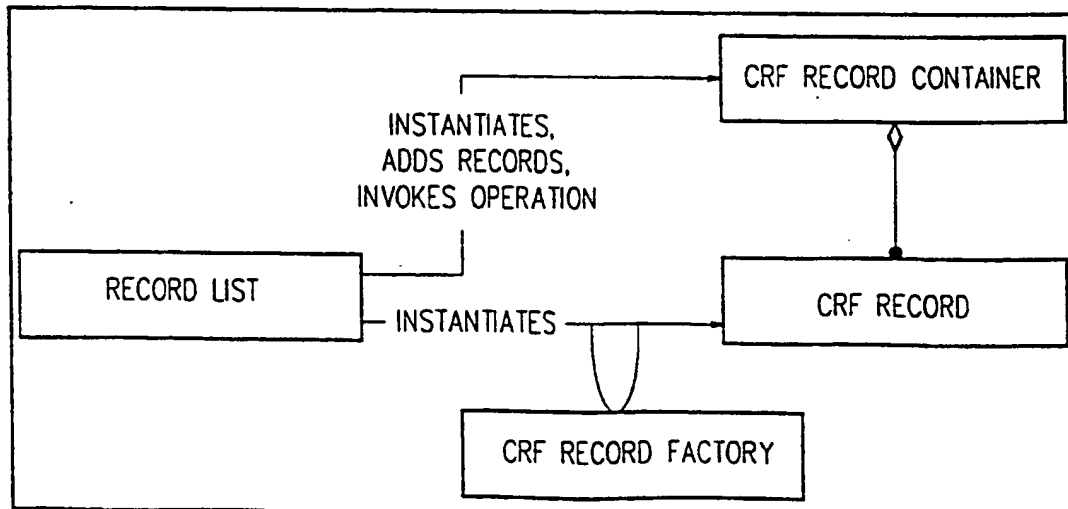 CRF RECORD CONTAINER
INSTANTIATES,
ADDS RECORDS,
INVOKES OPERATION
RECORD LIST
CRF RECORD
INSTANTIATES
CRF RECORD FACTORY